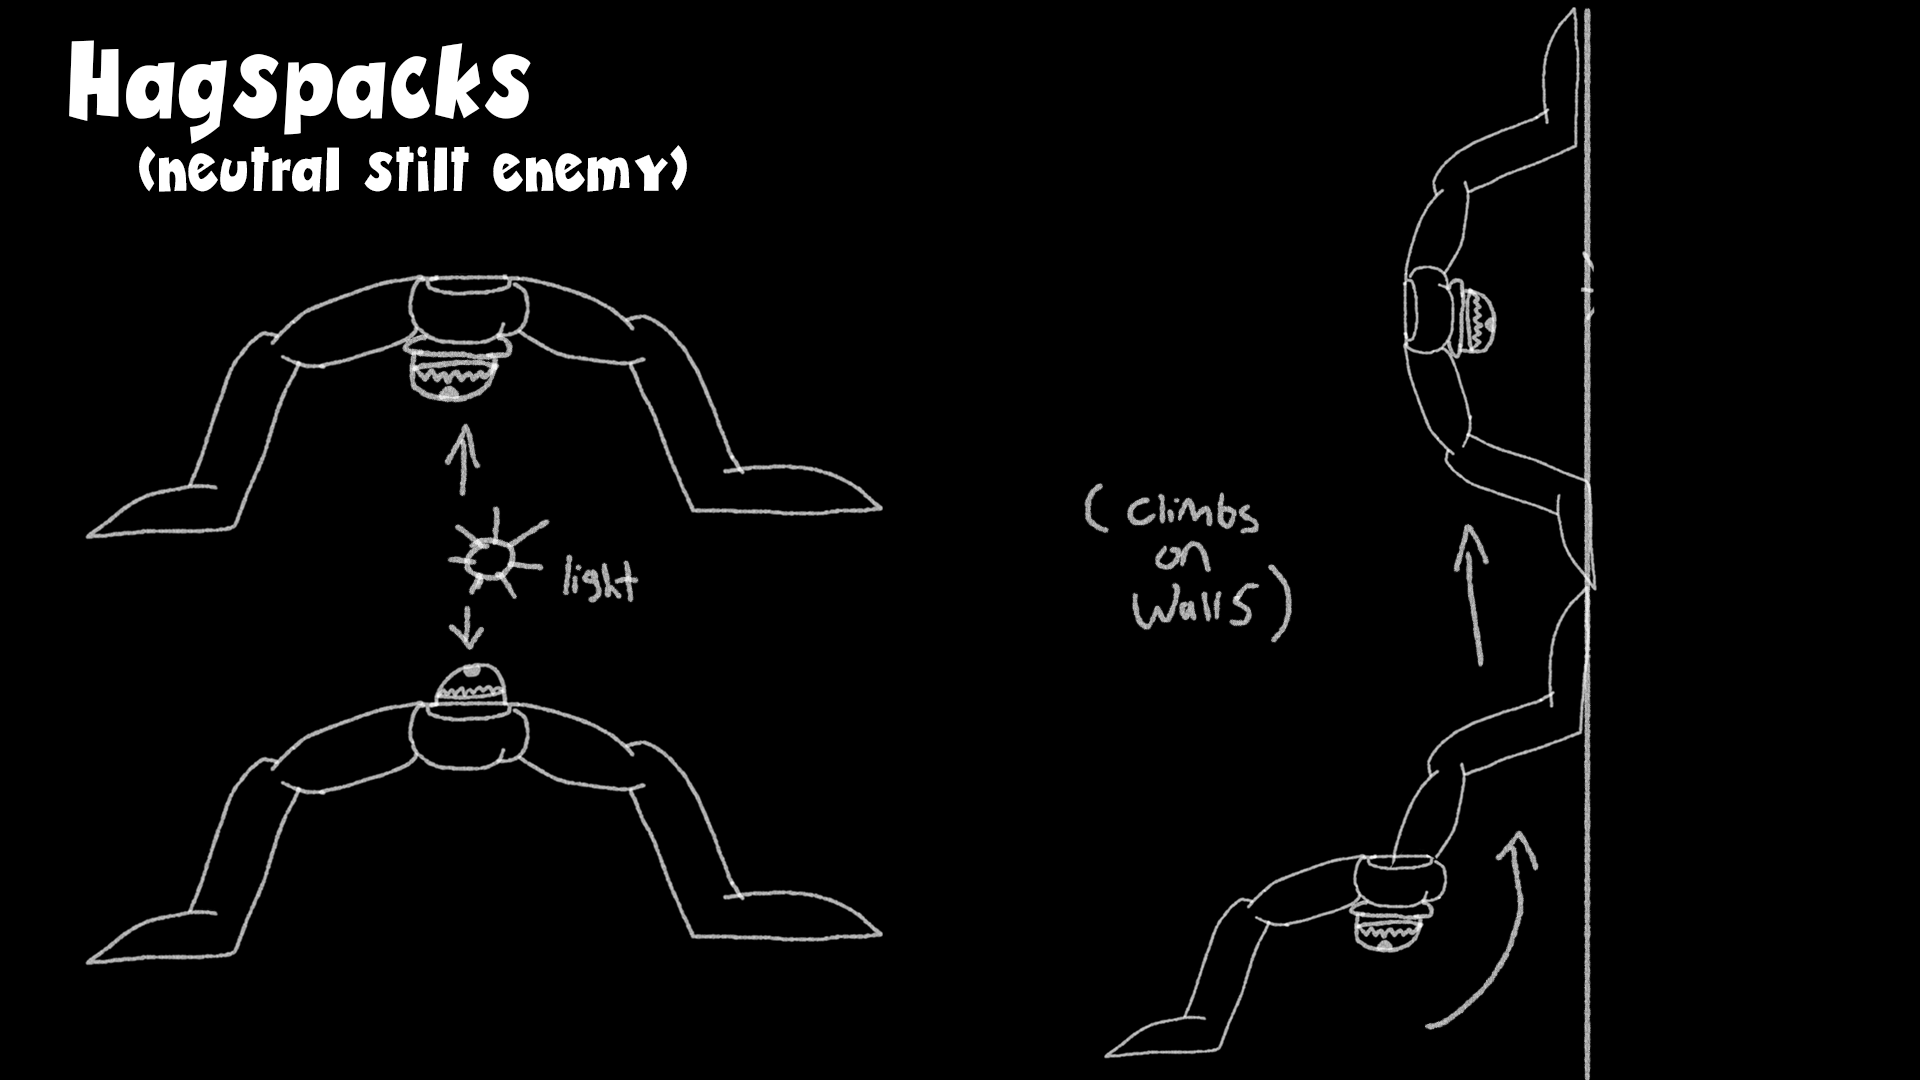 Hagspacks
(neutral stilt enemy)
light
(climbs
on
walls)